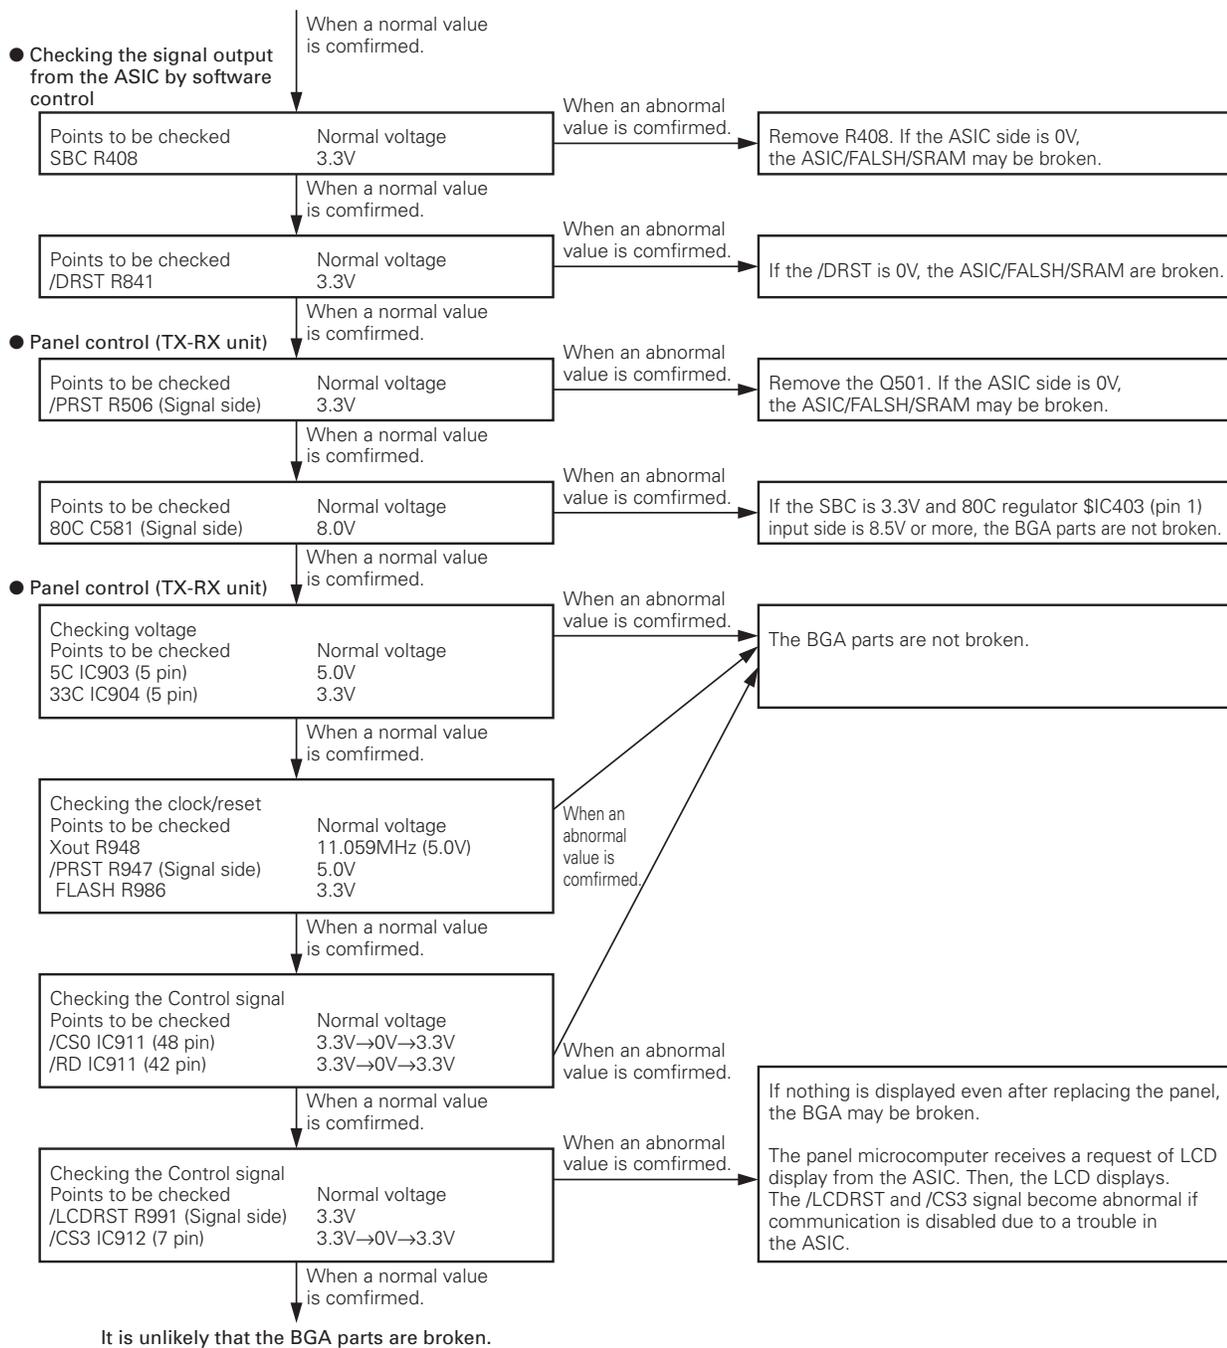 When a normal value
is comfirmed.
● Checking the signal output
from the ASIC by software
control
Points to be checked Normal voltage
SBC R408 3.3V
When an abnormal
value is comfirmed.
Remove R408. If the ASIC side is 0V,
the ASIC/FALSH/SRAM may be broken.
When a normal value
is comfirmed.
Points to be checked Normal voltage
/DRST R841 3.3V
When an abnormal
value is comfirmed.
If the /DRST is 0V, the ASIC/FALSH/SRAM are broken.
When a normal value
is comfirmed.
● Panel control (TX-RX unit)
Points to be checked Normal voltage
/PRST R506 (Signal side) 3.3V
When an abnormal
value is comfirmed.
Remove the Q501. If the ASIC side is 0V,
the ASIC/FALSH/SRAM may be broken.
When a normal value
is comfirmed.
Points to be checked Normal voltage
80C C581 (Signal side) 8.0V
When an abnormal
value is comfirmed.
If the SBC is 3.3V and 80C regulator $IC403 (pin 1)
input side is 8.5V or more, the BGA parts are not broken.
When a normal value
is comfirmed.
● Panel control (TX-RX unit)
Checking voltage
Points to be checked Normal voltage
5C IC903 (5 pin) 5.0V
33C IC904 (5 pin) 3.3V
When an abnormal
value is comfirmed.
The BGA parts are not broken.
When a normal value
is comfirmed.
Checking the clock/reset
Points to be checked Normal voltage
Xout R948 11.059MHz (5.0V)
/PRST R947 (Signal side) 5.0V
FLASH R986 3.3V
When an
abnormal
value is
comfirmed.
When a normal value
is comfirmed.
Checking the Control signal
Points to be checked Normal voltage
/CS0 IC911 (48 pin) 3.3V→0V→3.3V
/RD IC911 (42 pin) 3.3V→0V→3.3V
When an abnormal
value is comfirmed.
When a normal value
is comfirmed.
Checking the Control signal
Points to be checked Normal voltage
/LCDRST R991 (Signal side) 3.3V
/CS3 IC912 (7 pin) 3.3V→0V→3.3V
When an abnormal
value is comfirmed.
If nothing is displayed even after replacing the panel,
the BGA may be broken.
The panel microcomputer receives a request of LCD
display from the ASIC. Then, the LCD displays.
The /LCDRST and /CS3 signal become abnormal if
communication is disabled due to a trouble in
the ASIC.
When a normal value
is comfirmed.
It is unlikely that the BGA parts are broken.